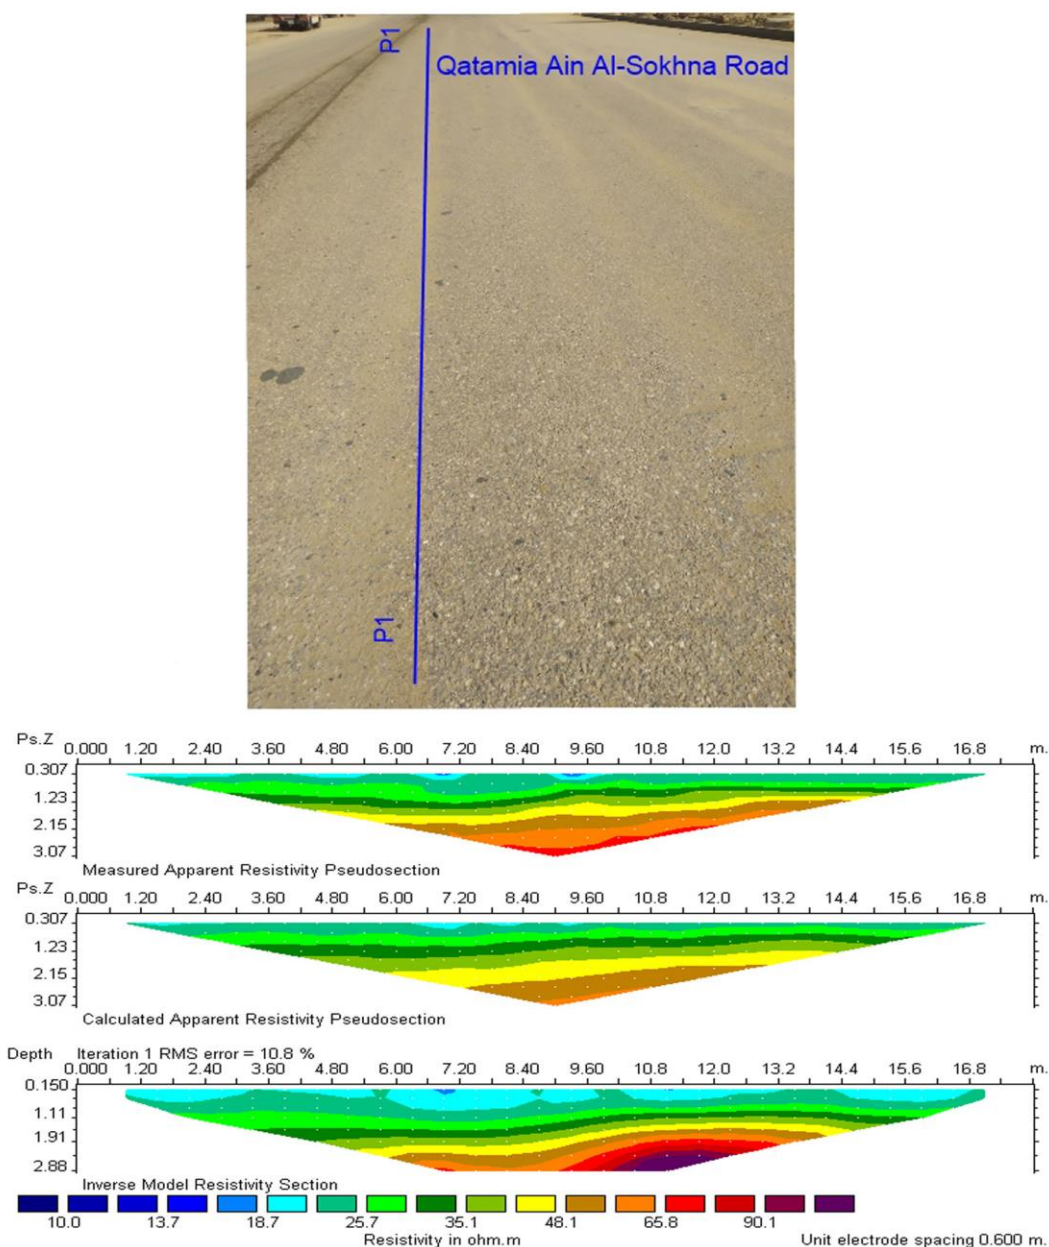 P1
Qatamia Ain Al-Sokhna Road
P1
Ps.Z 0.000 1.20 2.40 3.60 4.80 6.00 7.20 8.40 9.60 10.8 12.0 13.2 14.4 15.6 16.8 m.
0.307
1.23
2.15
3.07
Measured Apparent Resistivity Pseudosection
Ps.Z 0.000 1.20 2.40 3.60 4.80 6.00 7.20 8.40 9.60 10.8 12.0 13.2 14.4 15.6 16.8 m.
0.307
1.23
2.15
3.07
Calculated Apparent Resistivity Pseudosection
Depth Iteration 1 RMS error = 10.8 %
0.000 1.20 2.40 3.60 4.80 6.00 7.20 8.40 9.60 10.8 12.0 13.2 14.4 15.6 16.8 m.
0.150
1.11
1.91
2.88
Inverse Model Resistivity Section
10.0 13.7 18.7 25.7 35.1 48.1 65.8 90.1
Resistivity in ohm.m Unit electrode spacing 0.600 m.